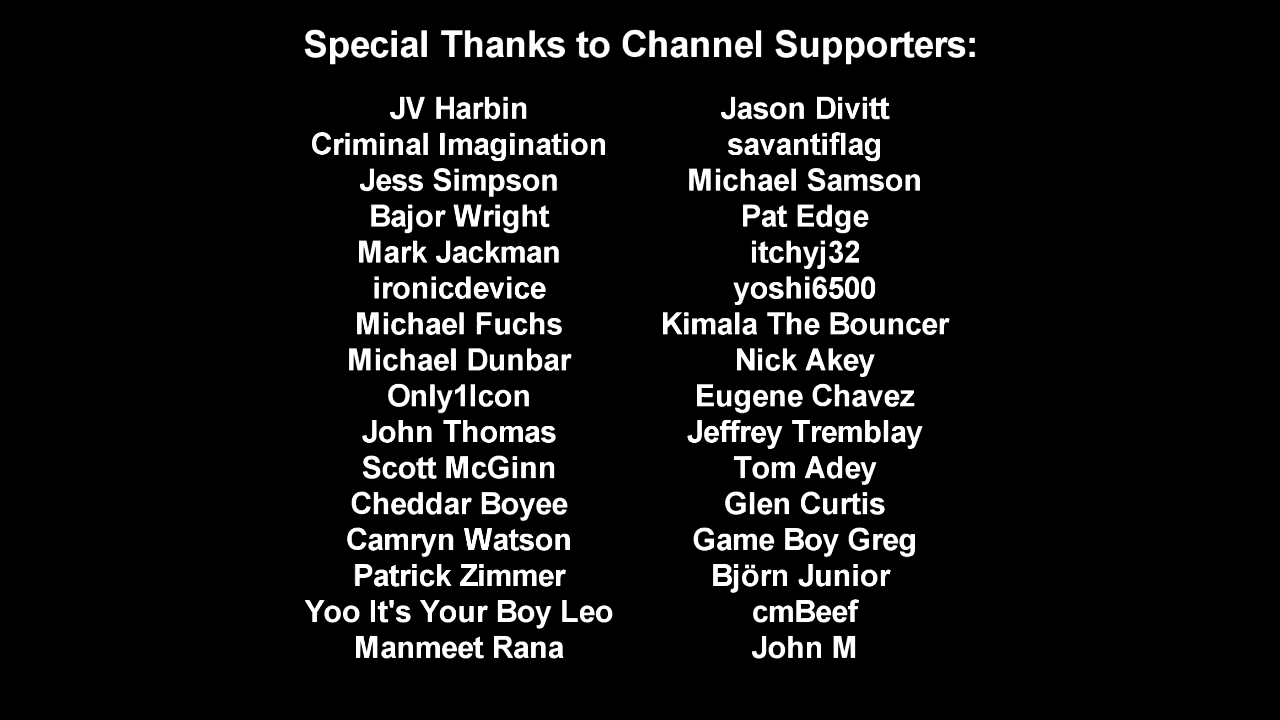 Special Thanks to Channel Supporters:
JV Harbin
Criminal Imagination
Jess Simpson
Bajor Wright
Mark Jackman
ironicdevice
Michael Fuchs
Michael Dunbar
Only1Icon
John Thomas
Scott McGinn
Cheddar Boyee
Camryn Watson
Patrick Zimmer
Yoo It's Your Boy Leo
Manmeet Rana
Jason Divitt
savantiflag
Michael Samson
Pat Edge
itchyj32
yoshi6500
Kimala The Bouncer
Nick Akey
Eugene Chavez
Jeffrey Tremblay
Tom Adey
Glen Curtis
Game Boy Greg
Björn Junior
cmBeef
John M